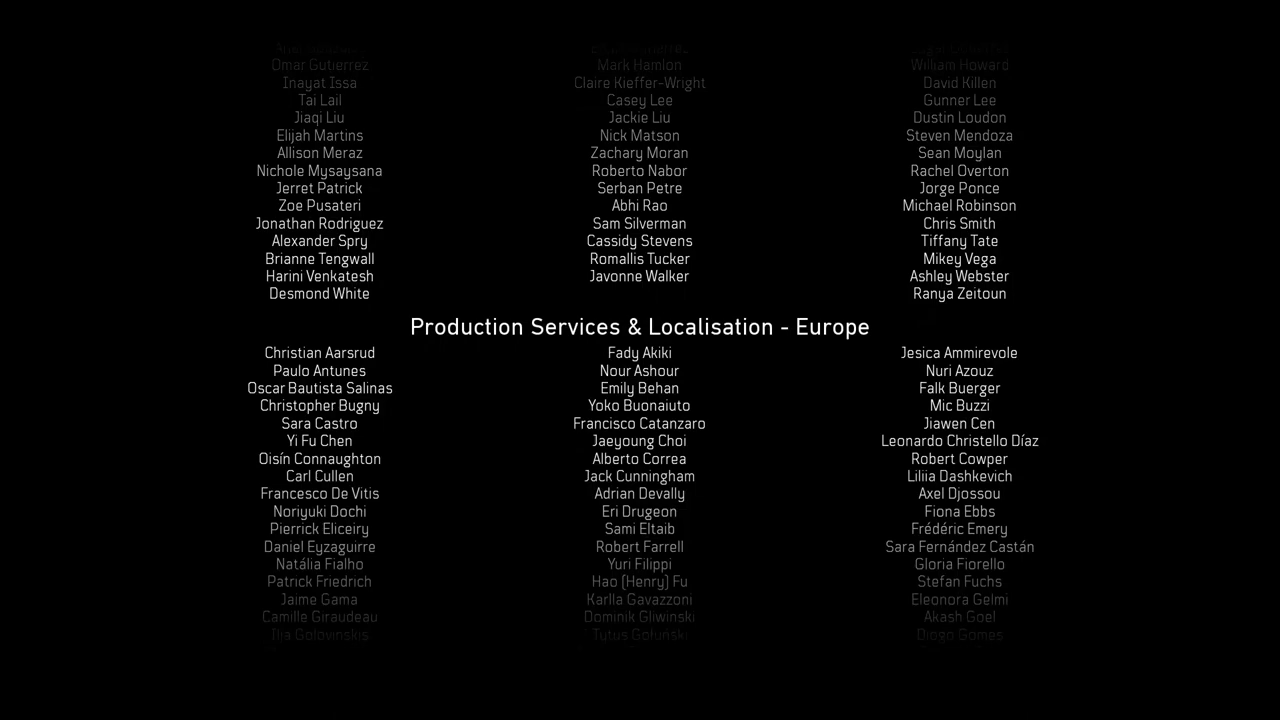 Omar Gutierrez Mark Hamlon William Howard
Inayat Issa Claire Kieffer-Wright David Killen
Tai Lail Casey Lee Gunner Lee
Jiaqi Liu Jackie Liu Dustin Loudon
Elijah Martins Nick Matson Steven Mendoza
Allison Meraz Zachary Moran Sean Moylan
Nichole Mysaysana Roberto Nabor Rachel Overton
Jerret Patrick Serban Petre Jorge Ponce
Zoe Pusateri Abhi Rao Michael Robinson
Jonathan Rodriguez Sam Silverman Chris Smith
Alexander Spry Cassidy Stevens Tiffany Tate
Brianne Tengwall Romallis Tucker Mikey Vega
Harini Venkatesh Javonne Walker Ashley Webster
Desmond White Ranya Zeitoun
Production Services & Localisation - Europe
Christian Aarsrud Fady Akiki Jesica Ammirevole
Paulo Antunes Nour Ashour Nuri Azouz
Oscar Bautista Salinas Emily Behan Falk Buerger
Christopher Bugny Yoko Buonaiuto Mic Buzzi
Sara Castro Francisco Catanzaro Jiawen Cen
Yi Fu Chen Jaeyoung Choi Leonardo Christello Díaz
Oisín Connaughton Alberto Correa Robert Cowper
Carl Cullen Jack Cunningham Liliia Dashkevich
Francesco De Vitis Adrian Devally Axel Djossou
Noriyuki Dochi Eri Drugeon Fiona Ebbs
Pierrick Eliceiry Sami Eltaib Frédéric Emery
Daniel Eyzaguirre Robert Farrell Sara Fernández Castán
Natália Fialho Yuri Filippi Gloria Fiorello
Patrick Friedrich Hao (Henry) Fu Stefan Fuchs
Jaime Gama Karlla Gavazzoni Eleonora Gelmi
Camille Giraudeau Dominik Gliwinski Akash Goel
Ilja Golovinskis Tytus Gołuński Diogo Gomes